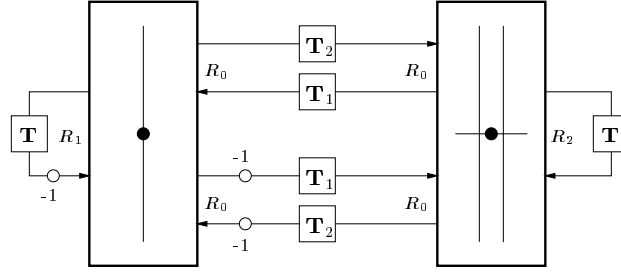 T₂
R₀ R₀
T₁
T R₁ R₂ T
-1
T₁
-1 R₀ R₀
T₂
-1